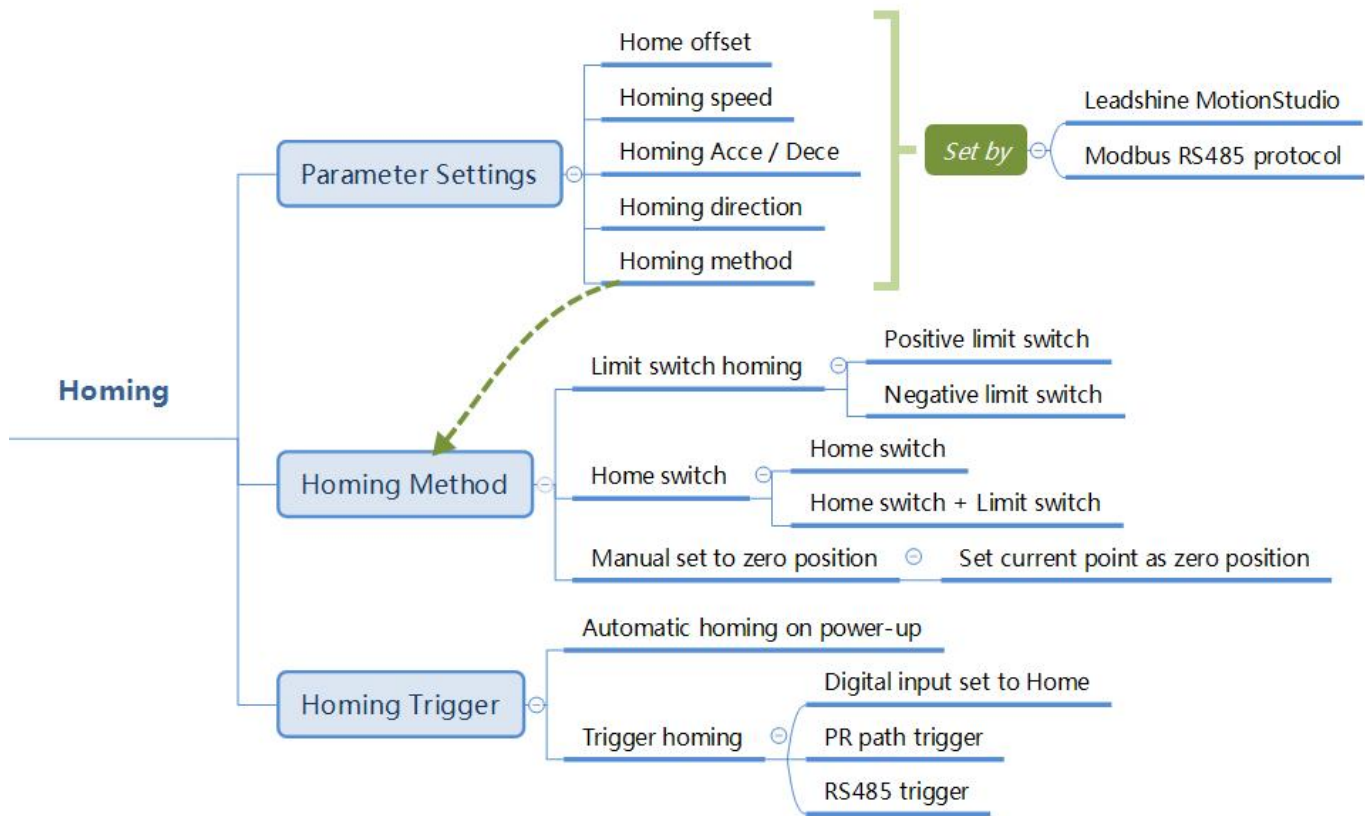 Homing
Parameter Settings
Home offset
Homing speed
Homing Acce / Dece
Homing direction
Homing method
Set by
Leadshine MotionStudio
Modbus RS485 protocol
Homing Method
Limit switch homing
Positive limit switch
Negative limit switch
Home switch
Home switch
Home switch + Limit switch
Manual set to zero position
Set current point as zero position
Homing Trigger
Automatic homing on power-up
Trigger homing
Digital input set to Home
PR path trigger
RS485 trigger